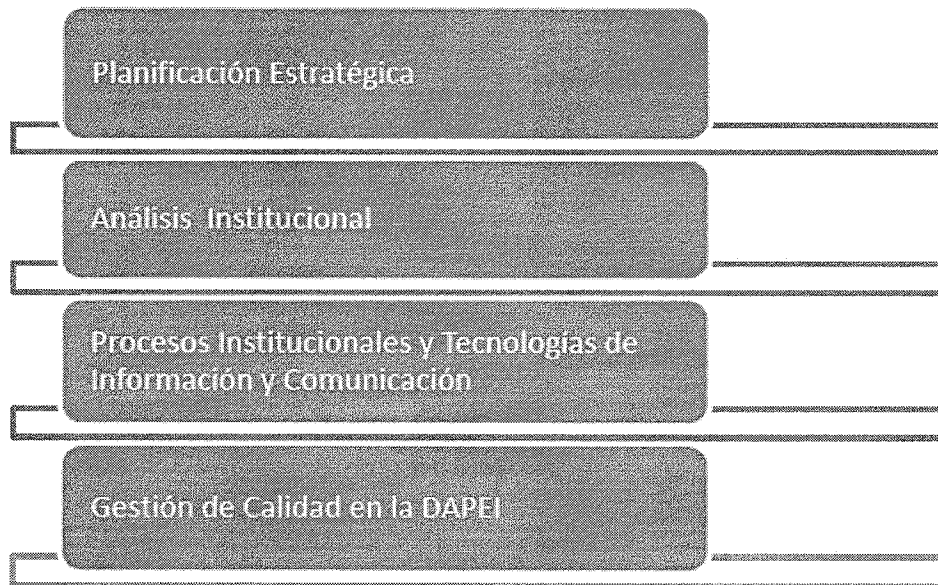 Planificación Estratégica
Análisis Institucional
Procesos Institucionales y Tecnologías de
Información y Comunicación
Gestión de Calidad en la DAPEI